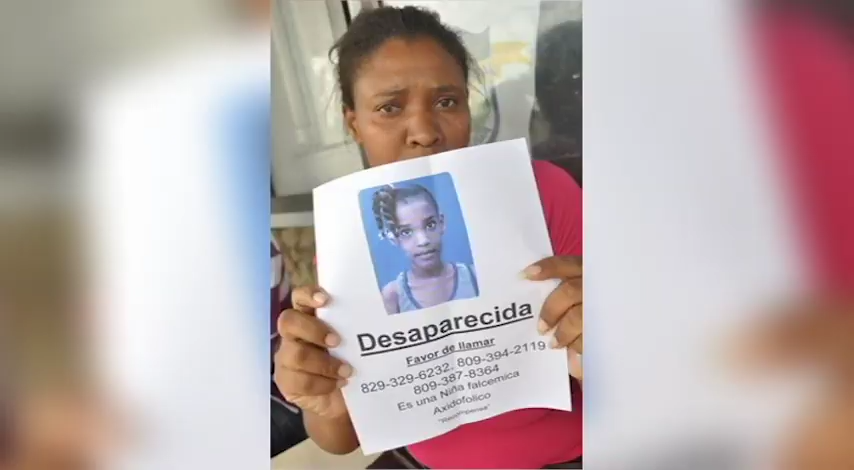 Desaparecida
Favor de llamar
829-329-6232. 809-394-2119
809-387-8364
Es una Niña falcemica
Axidofolico